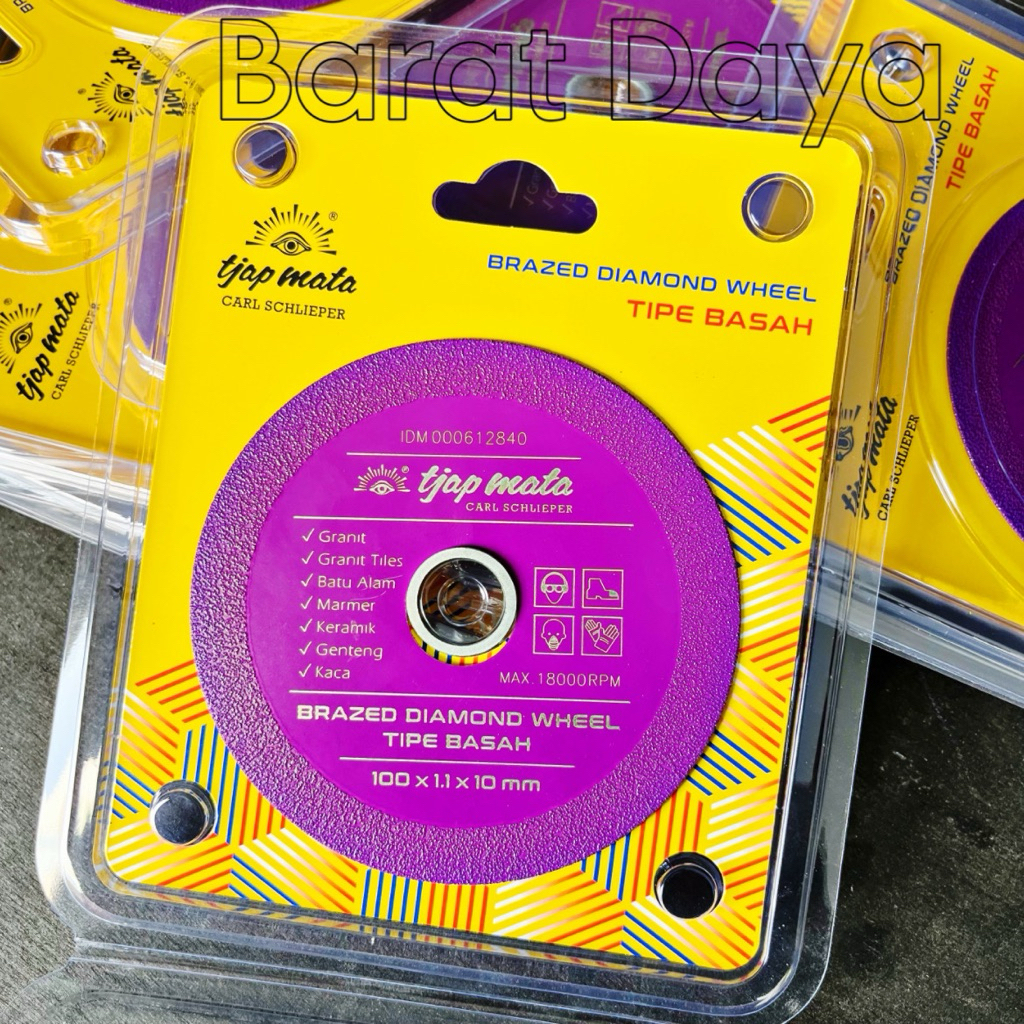 Barat Daya
tjap mata
CARL SCHLIEPER
BRAZED DIAMOND WHEEL
TIPE BASAH
IDM000612840
tjap mata
CARL SCHLIEPER
✓ Granit
✓ Granit Tiles
✓ Batu Alam
✓ Marmer
✓ Keramik
✓ Genteng
✓ Kaca
MAX. 18000RPM
BRAZED DIAMOND WHEEL
TIPE BASAH
100 x 1.1 x 10 mm
tjap mata
CARL SCHLIEPER
BRAZED DIAMOND WHEEL
TIPE BASAH
tjap mata
CARL SCHLIEPER